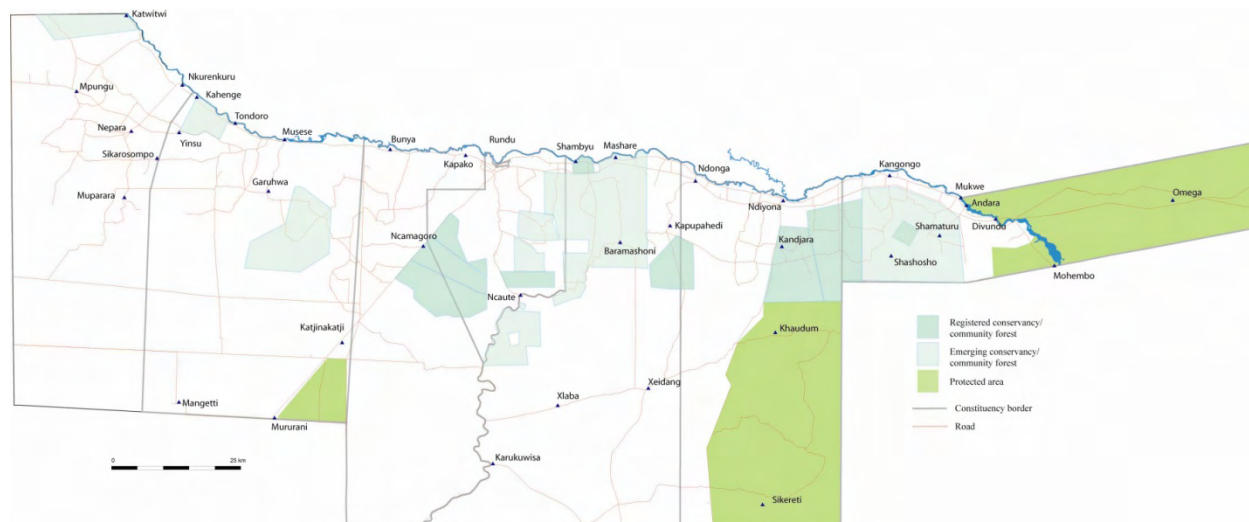 Katwitwi
Nkurenkuru
Mpungu
Kahenge
Tondoro
Nepara
Yinsu
Musese
Bunya
Rundu
Shambyu
Mashare
Sikarosompo
Kapako
Ndonga
Kangongo
Mukwe
Omega
Muparara
Garuhwa
Ndiyona
Andara
Divundu
Ncamagoro
Kapupahedi
Kandjara
Shamaturu
Baramashoni
Shashosho
Mohembo
Ncaute
Katjinakatji
Khaudum
Mangetti
Mururani
Xlaba
Xeidang
Karukuwisa
Sikereti
Registered conservancy/
community forest
Emerging conservancy/
community forest
Protected area
Constituency border
Road
0 25 km